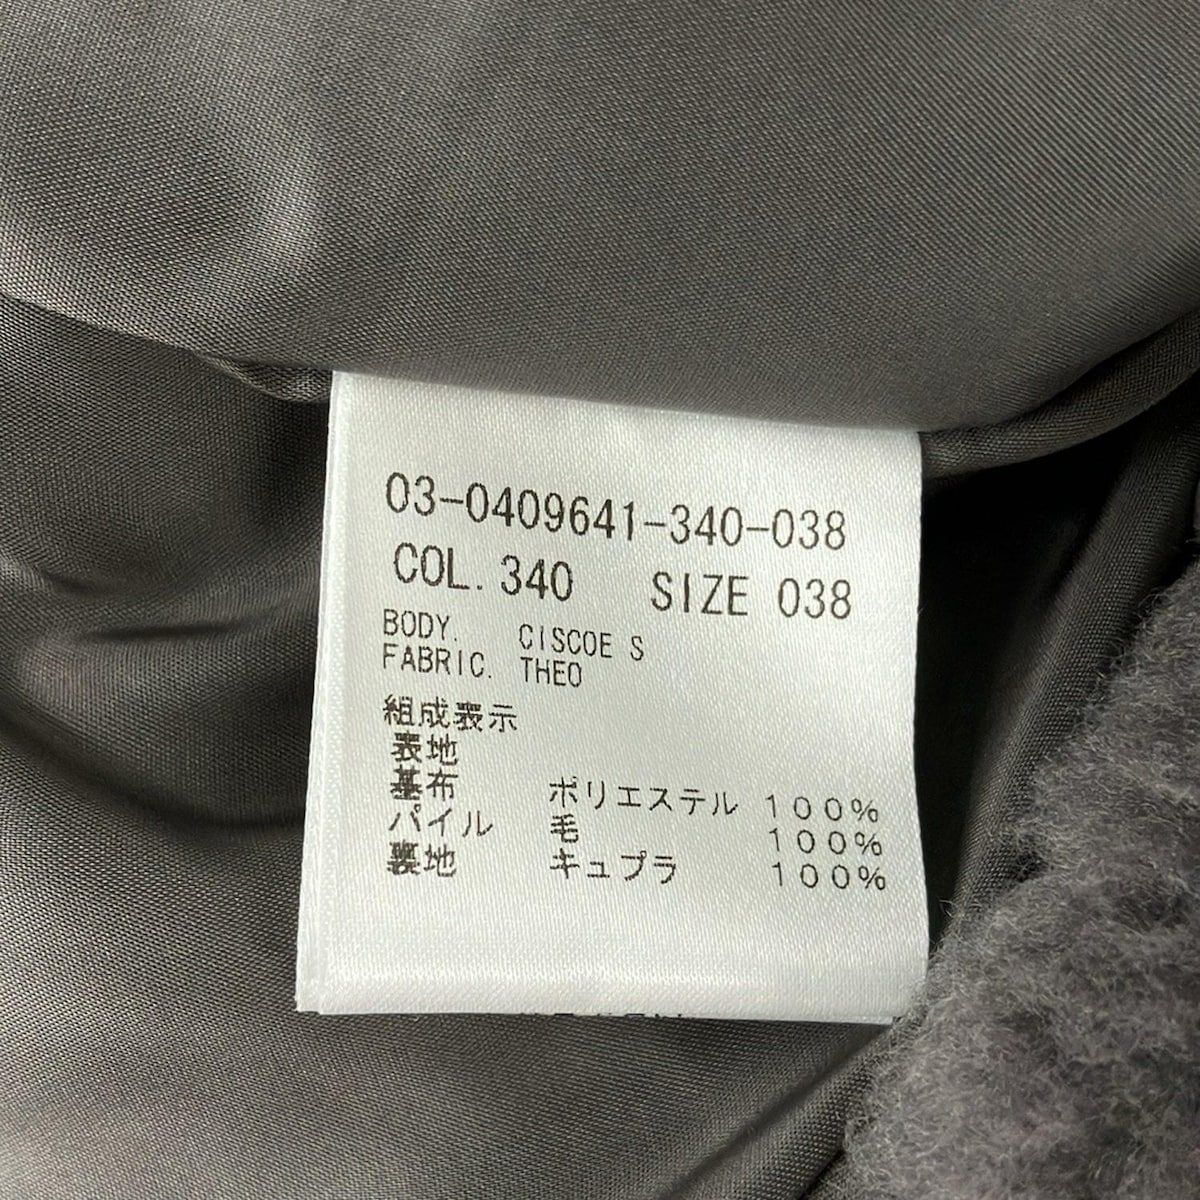 03-0409641-340-038
COL. 340 SIZE 038
BODY. CISCOE S
FABRIC. THEO
組成表示
表地
基布 ポリエステル 100%
パイル 毛 100%
裏地 キュプラ 100%